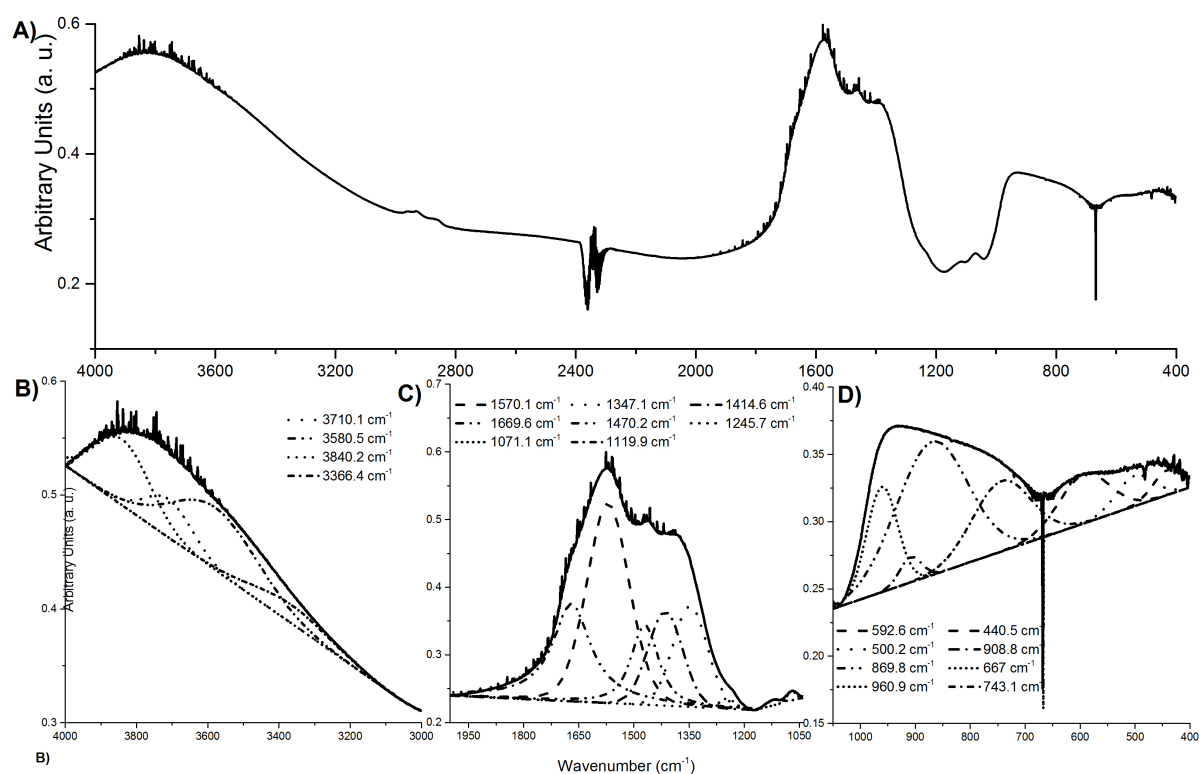 A)
Arbitrary Units (a. u.)
0.6
0.4
0.2
4000 3600 3200 2800 2400 2000 1600 1200 800 400
B)
0.6
0.5
0.4
0.3
Arbitrary Units (a. u.)
3710.1 cm-1
3580.5 cm-1
3840.2 cm-1
3366.4 cm-1
4000 3800 3600 3400 3200 3000
C)
0.7
0.6
0.5
0.4
0.3
0.2
1570.1 cm-1 1347.1 cm-1 1414.6 cm-1
1669.6 cm-1 1470.2 cm-1 1245.7 cm-1
1071.1 cm-1 1119.9 cm-1
1950 1800 1650 1500 1350 1200 1050
D)
0.40
0.35
0.30
0.25
0.20
0.15
592.6 cm-1 440.5 cm-1
500.2 cm-1 908.8 cm-1
869.8 cm-1 667 cm-1
960.9 cm-1 743.1 cm-1
1000 900 800 700 600 500 400
B)
Wavenumber (cm-1)